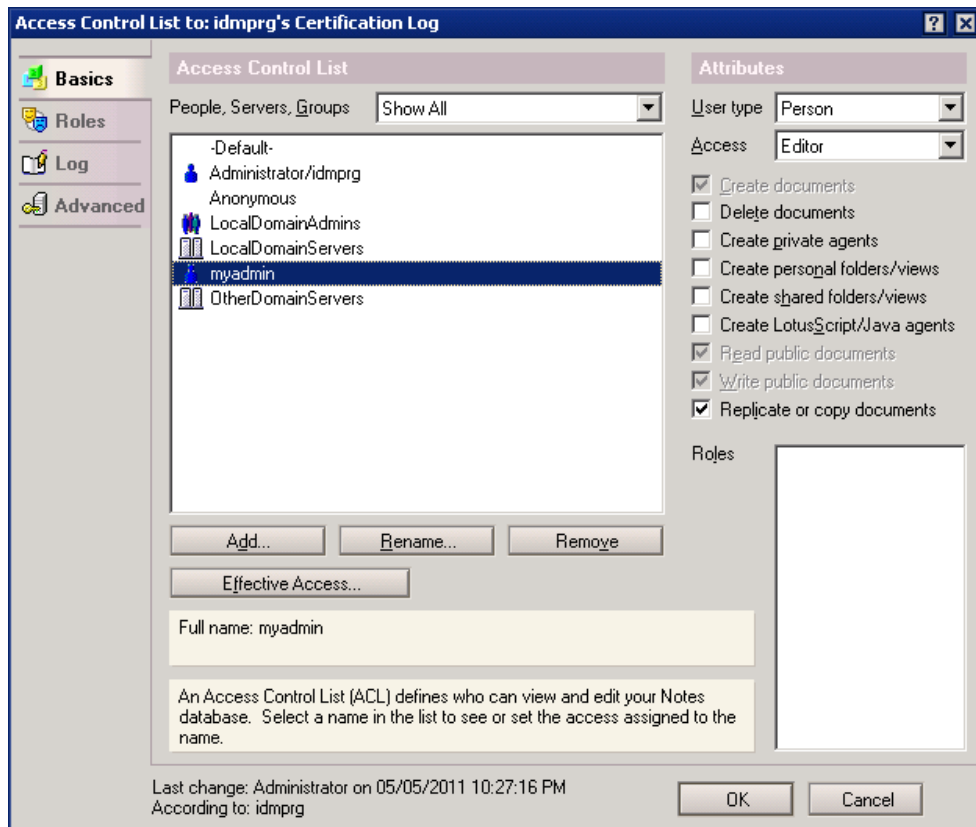 Access Control List to: idmprg's Certification Log
Basics
Roles
Log
Advanced
Access Control List
People, Servers, Groups Show All
-Default-
Administrator/idmprg
Anonymous
LocalDomainAdmins
LocalDomainServers
myadmin
OtherDomainServers
Add... Rename... Remove
Effective Access...
Full name: myadmin
An Access Control List (ACL) defines who can view and edit your Notes
database. Select a name in the list to see or set the access assigned to the
name.
Attributes
User type Person
Access Editor
Create documents
Delete documents
Create private agents
Create personal folders/views
Create shared folders/views
Create LotusScript/Java agents
Read public documents
Write public documents
Replicate or copy documents
Roles
Last change: Administrator on 05/05/2011 10:27:16 PM
According to: idmprg
OK Cancel